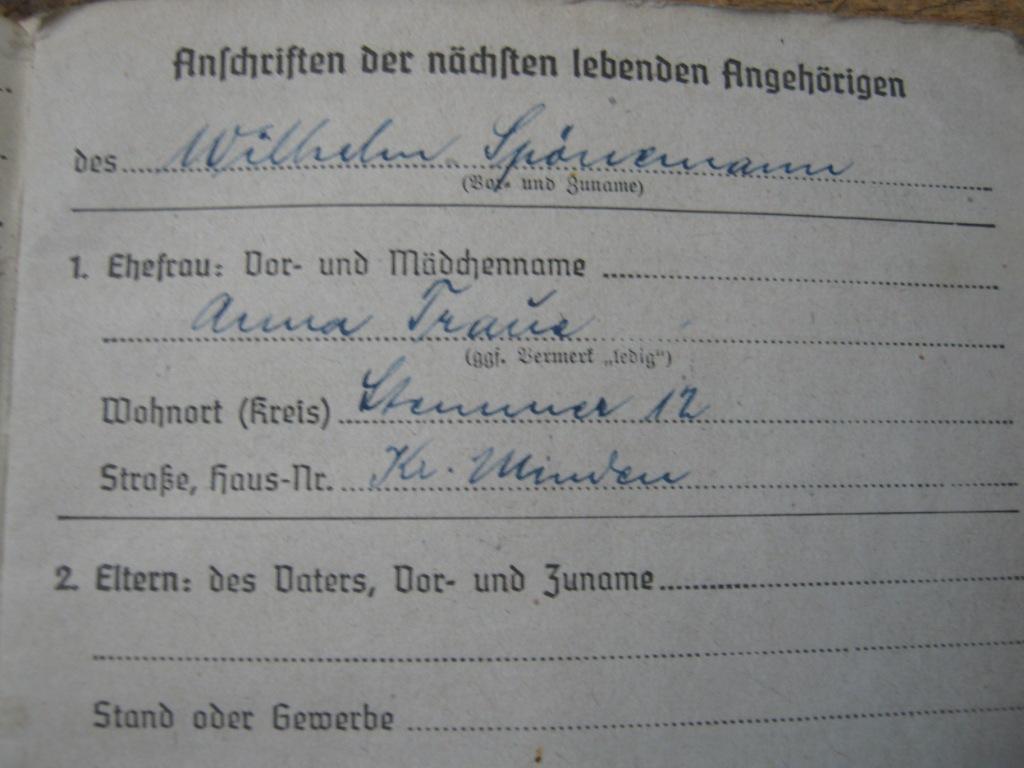 Anschriften der nächsten lebenden Angehörigen
des Wilhelm Spönemann
(Vor- und Zuname)
1. Ehefrau: Vor- und Mädchenname
Anna Traue
(ggf. Vermerk „ledig“)
Wohnort (Kreis) Stemmer 12
Straße, Haus-Nr. Kr. Minden
2. Eltern: des Vaters, Vor- und Zuname
Stand oder Gewerbe